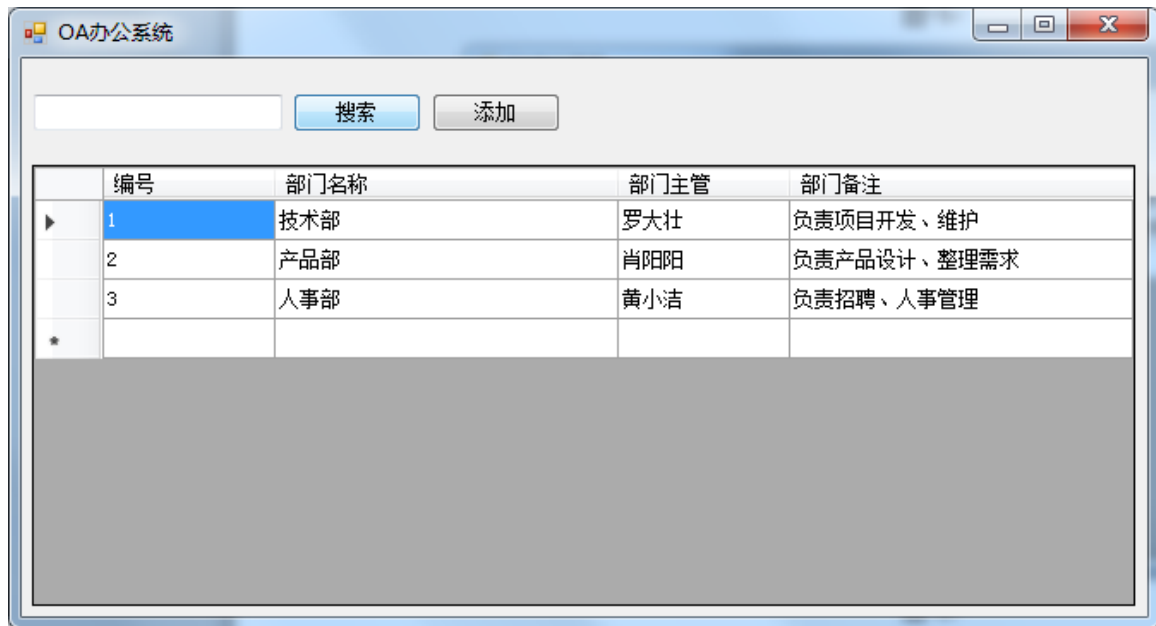 OA办公系统
搜索 添加
编号 部门名称 部门主管 部门备注
1 技术部 罗大壮 负责项目开发、维护
2 产品部 肖阳阳 负责产品设计、整理需求
3 人事部 黄小洁 负责招聘、人事管理